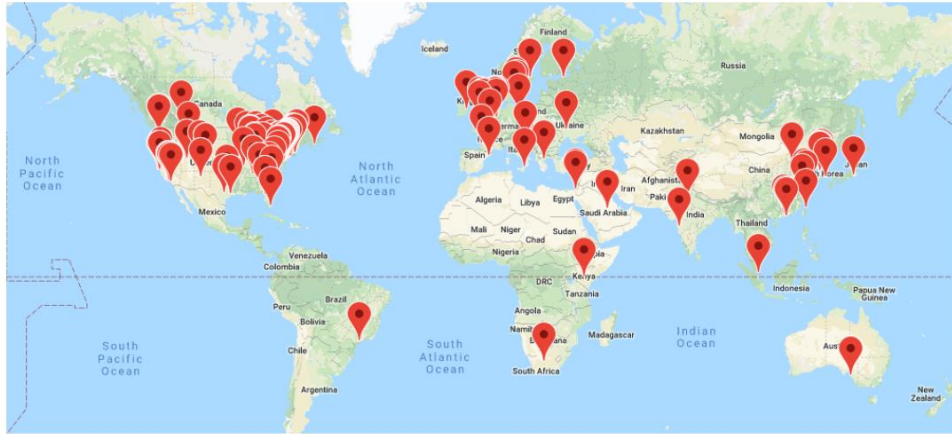 Iceland
Finland
Russia
Canada
Ukraine
Kazakhstan
Mongolia
North
Pacific
Ocean
North
Atlantic
Ocean
Spain
China
Afghanistan
Iran
Algeria
Libya
Egypt
Saudi Arabia
India
Mexico
Mali
Niger
Chad
Sudan
Nigeria
Thailand
Venezuela
Colombia
DRC
Kenya
Tanzania
Indonesia
Papua New
Guinea
Brazil
Peru
Bolivia
Angola
Madagascar
South
Pacific
Ocean
Chile
South
Atlantic
Ocean
Indian
Ocean
South Africa
Argentina
New
Zealand